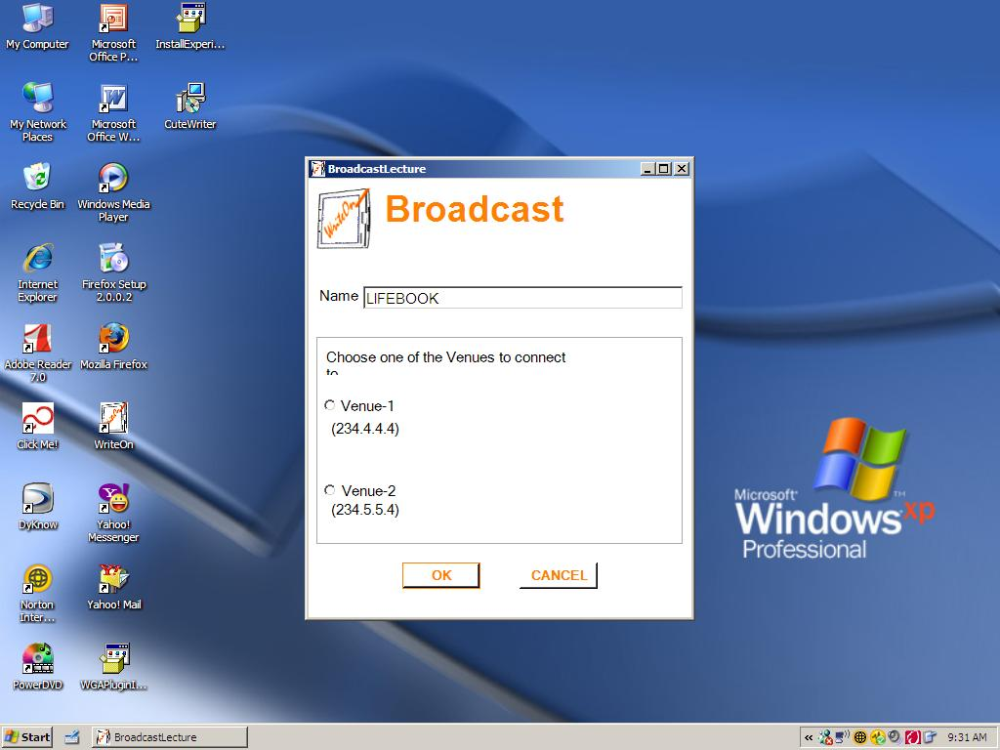 My Computer
Microsoft
Office P...
InstallExperi...
My Network
Places
Microsoft
Office W...
CuteWriter
Recycle Bin
Windows Media
Player
Internet
Explorer
Firefox Setup
2.0.0.2
Adobe Reader
7.0
Mozilla Firefox
Click Me!
WriteOn
DyKnow
Yahoo!
Messenger
Norton
Inter...
Yahoo! Mail
PowerDVD
WGAPluginI...
BroadcastLecture
WriteOn
Broadcast
Name LIFEBOOK
Choose one of the Venues to connect
to
Venue-1
(234.4.4.4)
Venue-2
(234.5.5.4)
OK CANCEL
Microsoft®
Windows xp
TM
Professional
Start BroadcastLecture « 9:31 AM